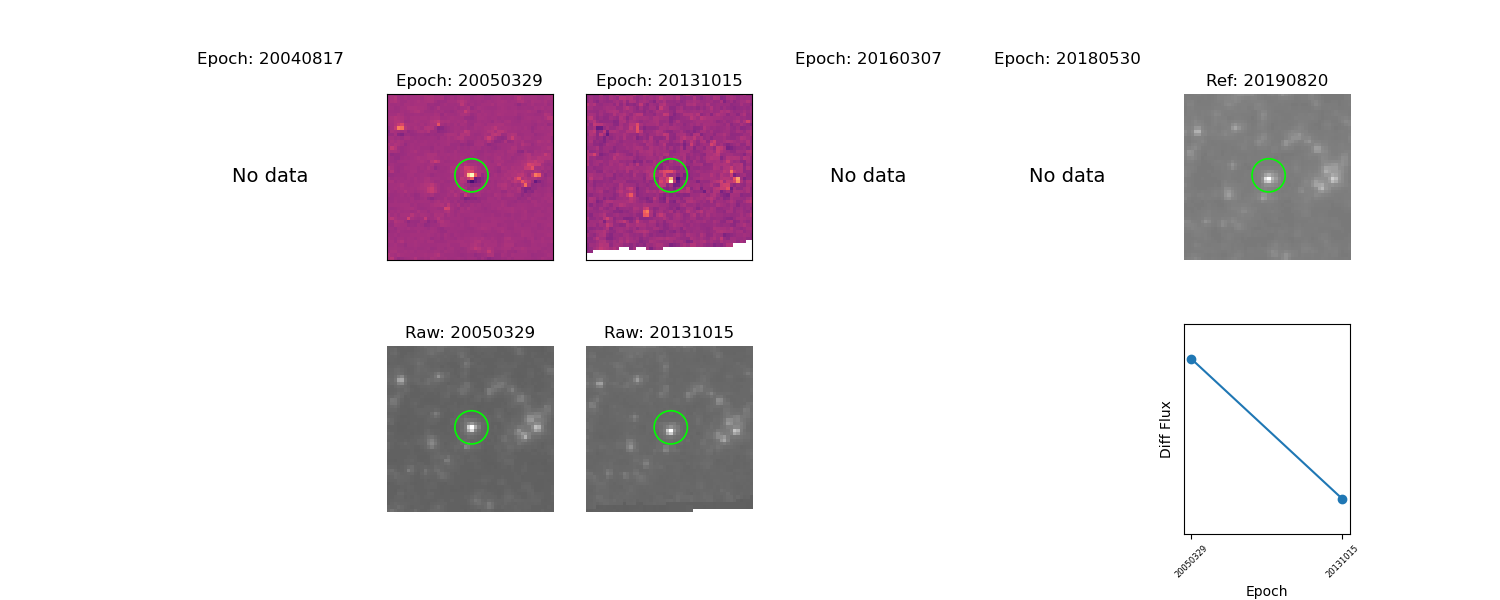 Epoch: 20040817
Epoch: 20050329
Epoch: 20131015
Epoch: 20160307
Epoch: 20180530
Ref: 20190820
No data
No data
No data
Raw: 20050329
Raw: 20131015
Diff Flux
20050329
20131015
Epoch